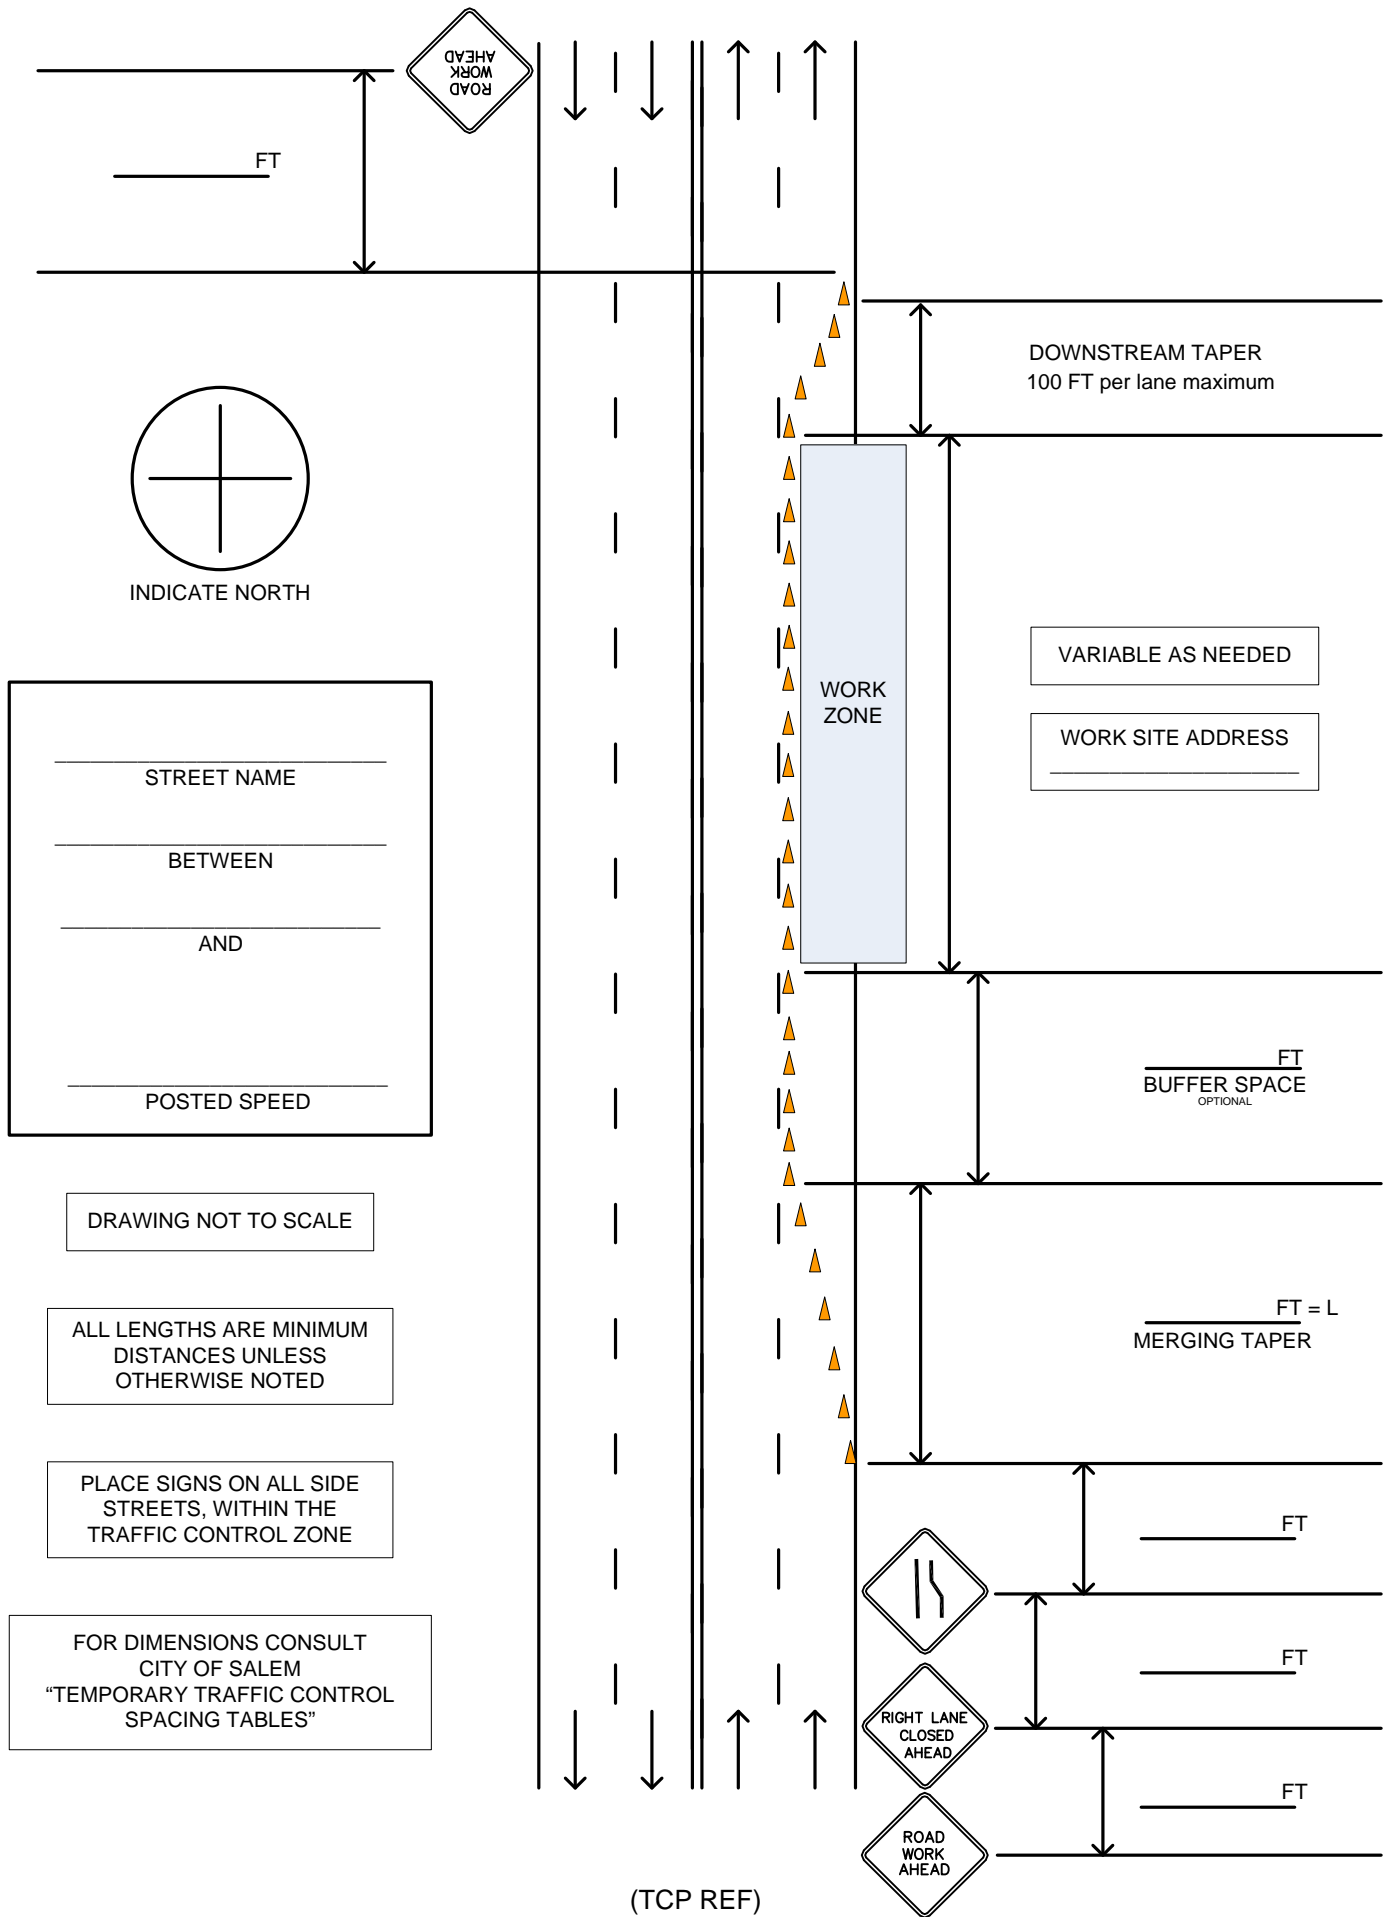 ROAD
WORK
AHEAD
FT
DOWNSTREAM TAPER
100 FT per lane maximum
INDICATE NORTH
VARIABLE AS NEEDED
WORK
ZONE
WORK SITE ADDRESS
STREET NAME
BETWEEN
AND
POSTED SPEED
FT
BUFFER SPACE
OPTIONAL
DRAWING NOT TO SCALE
FT = L
MERGING TAPER
ALL LENGTHS ARE MINIMUM
DISTANCES UNLESS
OTHERWISE NOTED
PLACE SIGNS ON ALL SIDE
STREETS, WITHIN THE
TRAFFIC CONTROL ZONE
FT
FOR DIMENSIONS CONSULT
CITY OF SALEM
“TEMPORARY TRAFFIC CONTROL
SPACING TABLES”
FT
RIGHT LANE
CLOSED
AHEAD
FT
ROAD
WORK
AHEAD
(TCP REF)